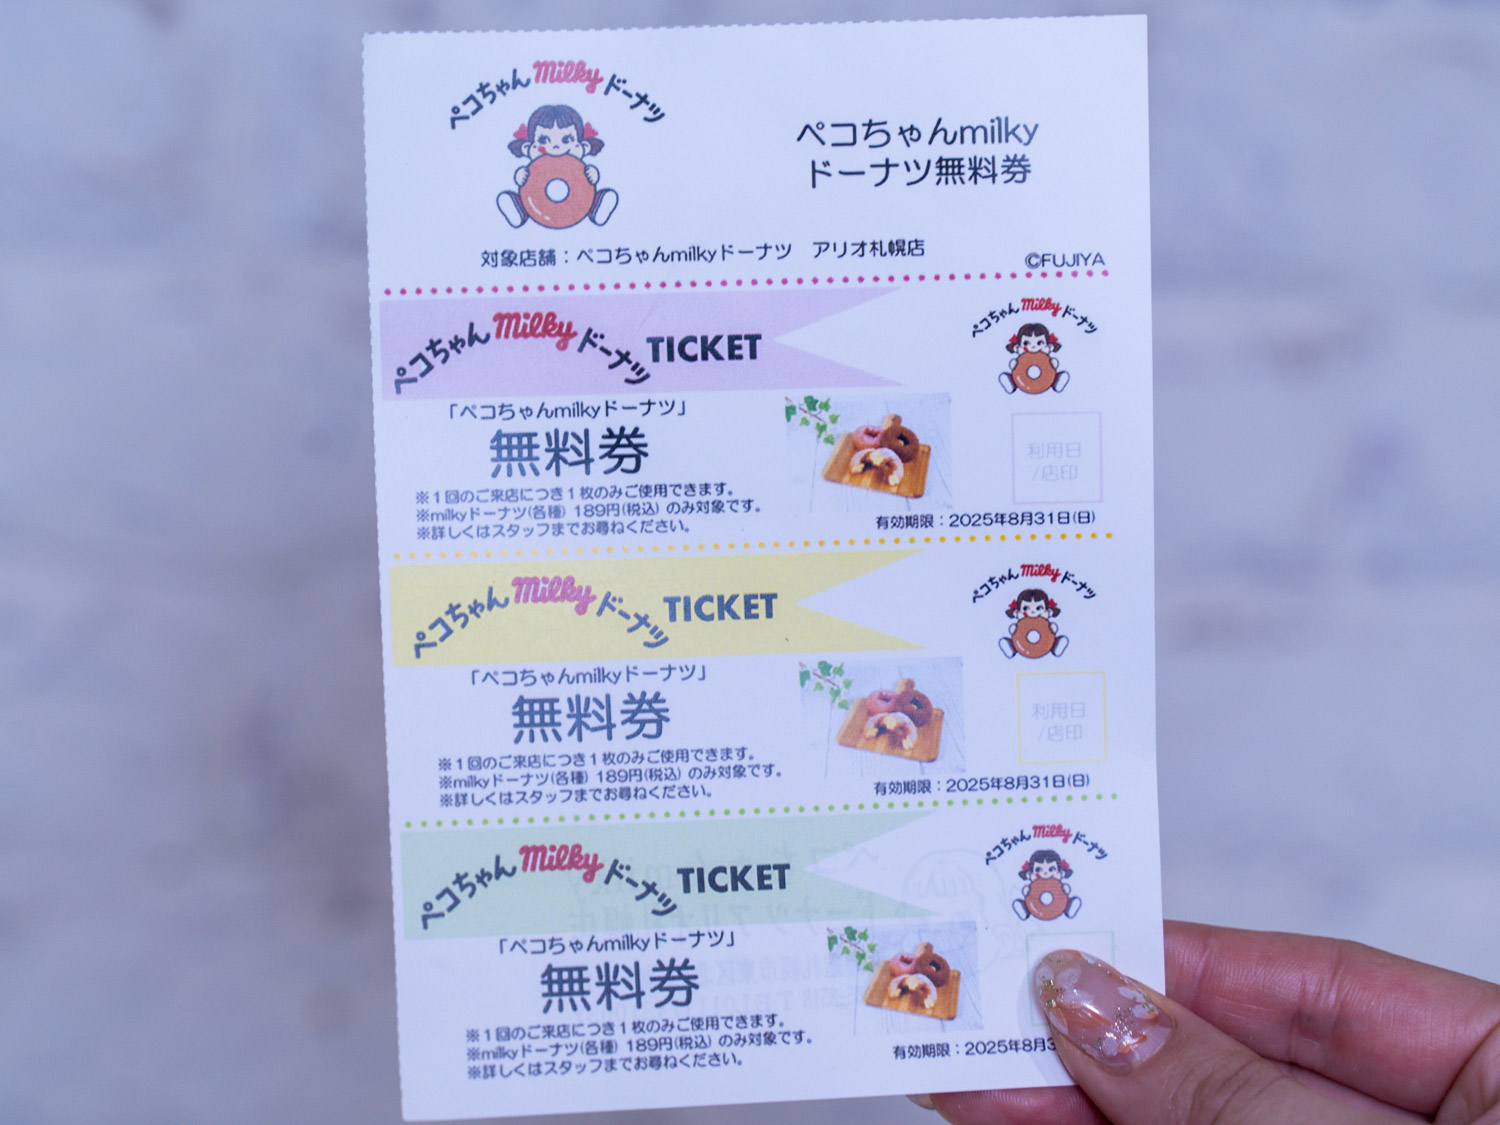 ペコちゃんMilkyドーナツ
ペコちゃんmilky
ドーナツ無料券
対象店舗：ペコちゃんmilkyドーナツ　アリオ札幌店
©FUJIYA
ペコちゃんMilkyドーナツ TICKET
ペコちゃんMilkyドーナツ
「ペコちゃんmilkyドーナツ」
無料券
※１回のご来店につき１枚のみご使用できます。
※milkyドーナツ(各種) 189円(税込) のみ対象です。
※詳しくはスタッフまでお尋ねください。
利用日
/店印
有効期限：2025年8月31日(日)
ペコちゃんMilkyドーナツ TICKET
ペコちゃんMilkyドーナツ
「ペコちゃんmilkyドーナツ」
無料券
※１回のご来店につき１枚のみご使用できます。
※milkyドーナツ(各種) 189円(税込) のみ対象です。
※詳しくはスタッフまでお尋ねください。
利用日
/店印
有効期限：2025年8月31日(日)
ペコちゃんMilkyドーナツ TICKET
ペコちゃんMilkyドーナツ
「ペコちゃんmilkyドーナツ」
無料券
※１回のご来店につき１枚のみご使用できます。
※milkyドーナツ(各種) 189円(税込) のみ対象です。
※詳しくはスタッフまでお尋ねください。
有効期限：2025年8月3